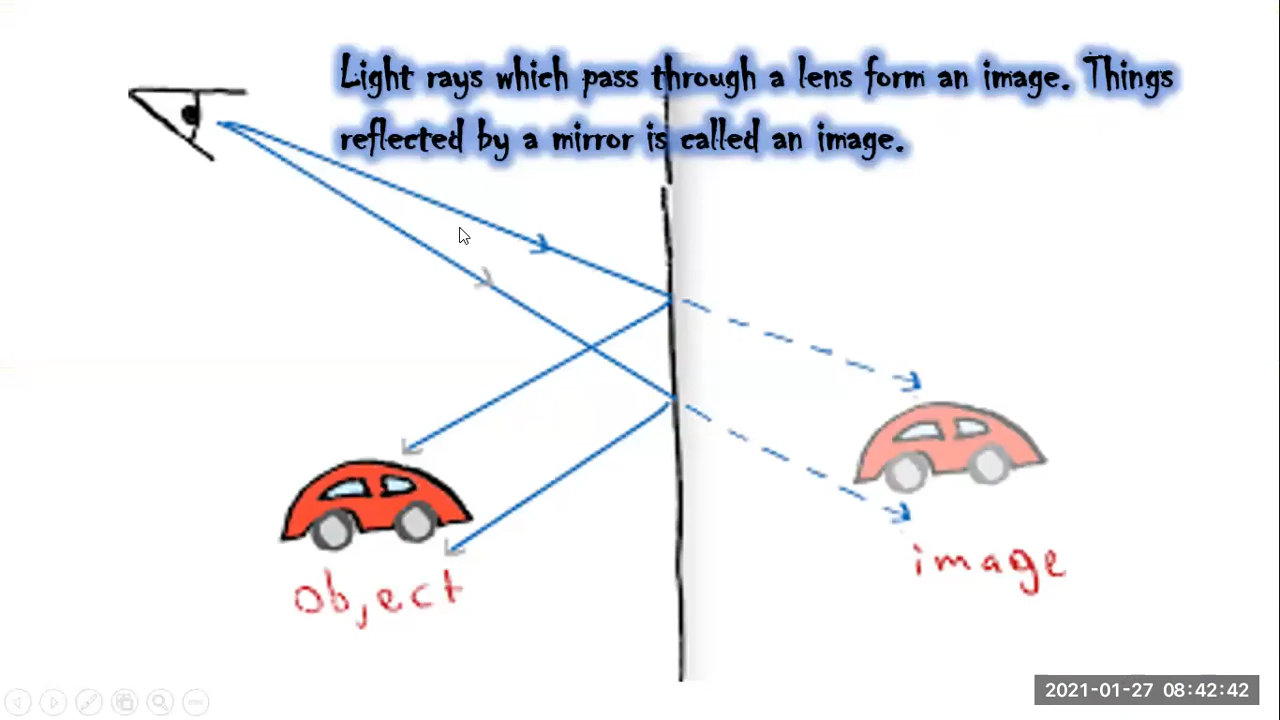 Light rays which pass through a lens form an image. Things
reflected by a mirror is called an image.
object
image
2021-01-27 08:42:42